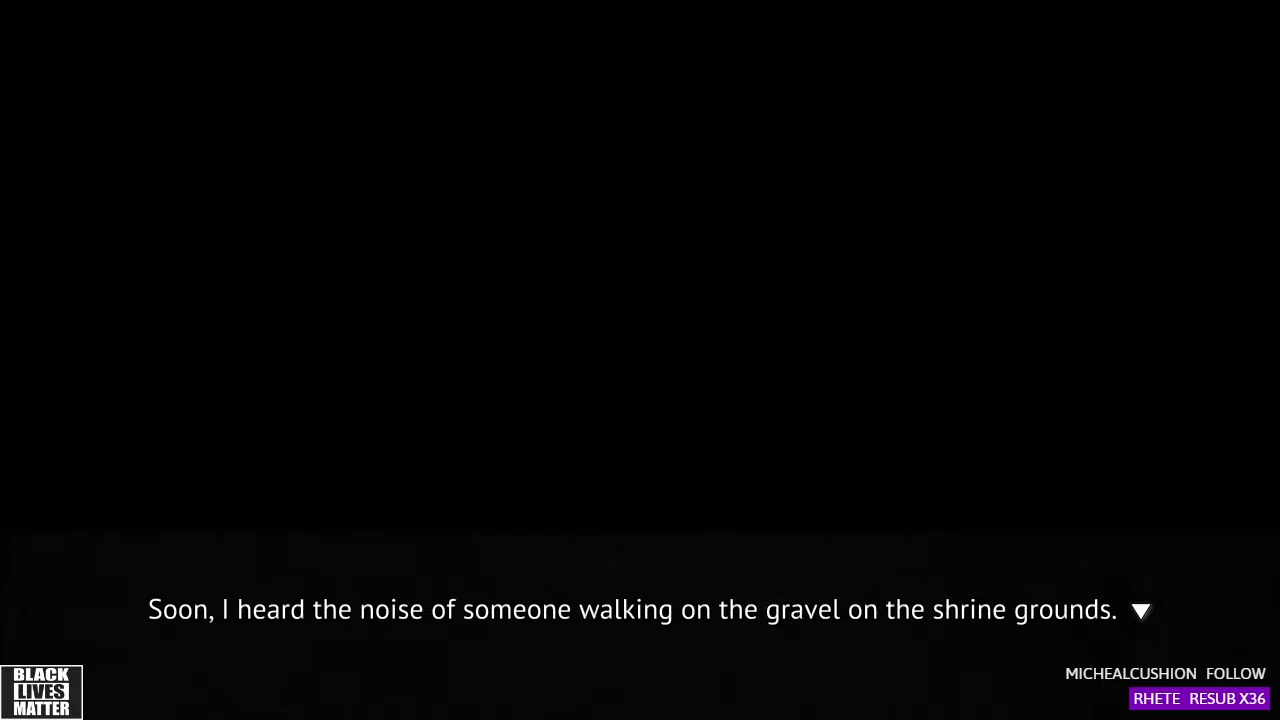 Soon, I heard the noise of someone walking on the gravel on the shrine grounds.
BLACK
LIVES
MATTER
MICHEALCUSHION FOLLOW
RHETE RESUB X36